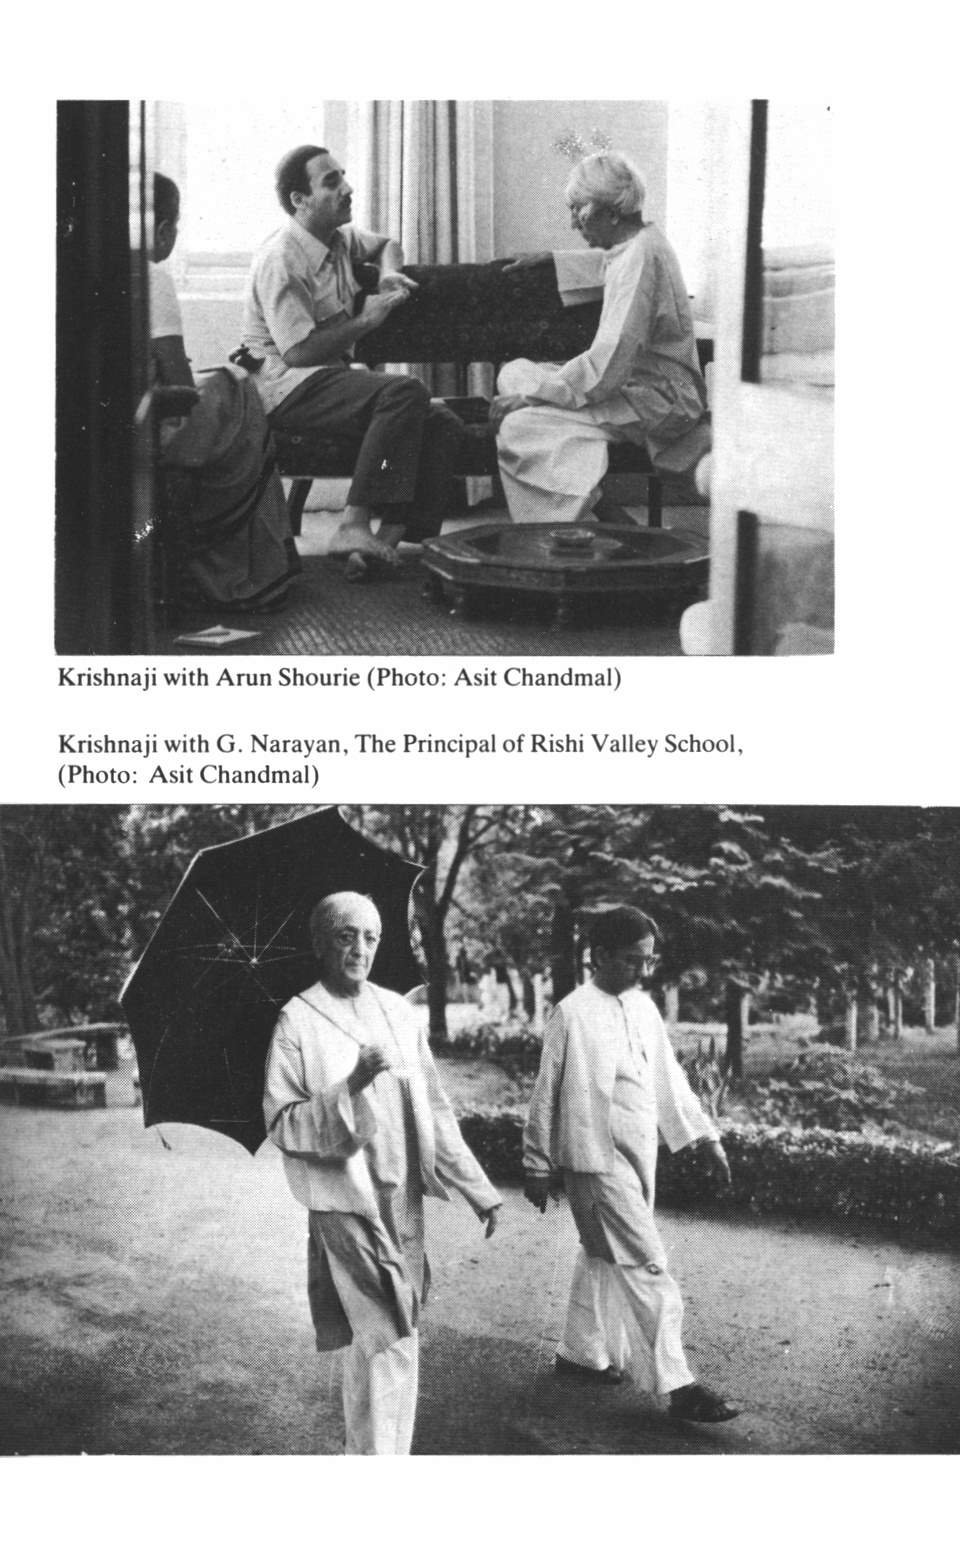 Krishnaji with Arun Shourie (Photo: Asit Chandmal)
Krishnaji with G. Narayan, The Principal of Rishi Valley School,
(Photo: Asit Chandmal)